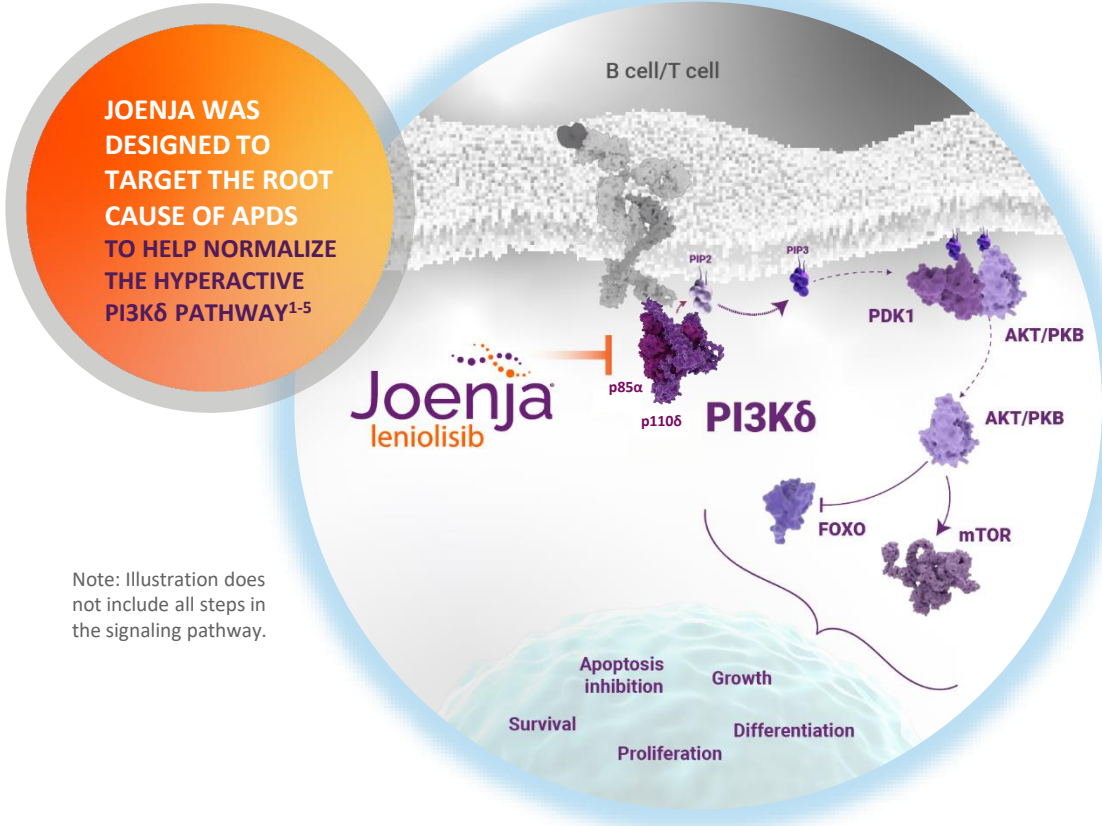 JOENJA WAS
DESIGNED TO
TARGET THE ROOT
CAUSE OF APDS
TO HELP NORMALIZE
THE HYPERACTIVE
PI3Kδ PATHWAY¹⁻⁵
B cell/T cell
PIP2
PIP3
PDK1
AKT/PKB
Joenja®
leniolisib
p85α
p110δ
PI3Kδ
AKT/PKB
FOXO
mTOR
Note: Illustration does
not include all steps in
the signaling pathway.
Apoptosis
inhibition
Growth
Survival
Differentiation
Proliferation